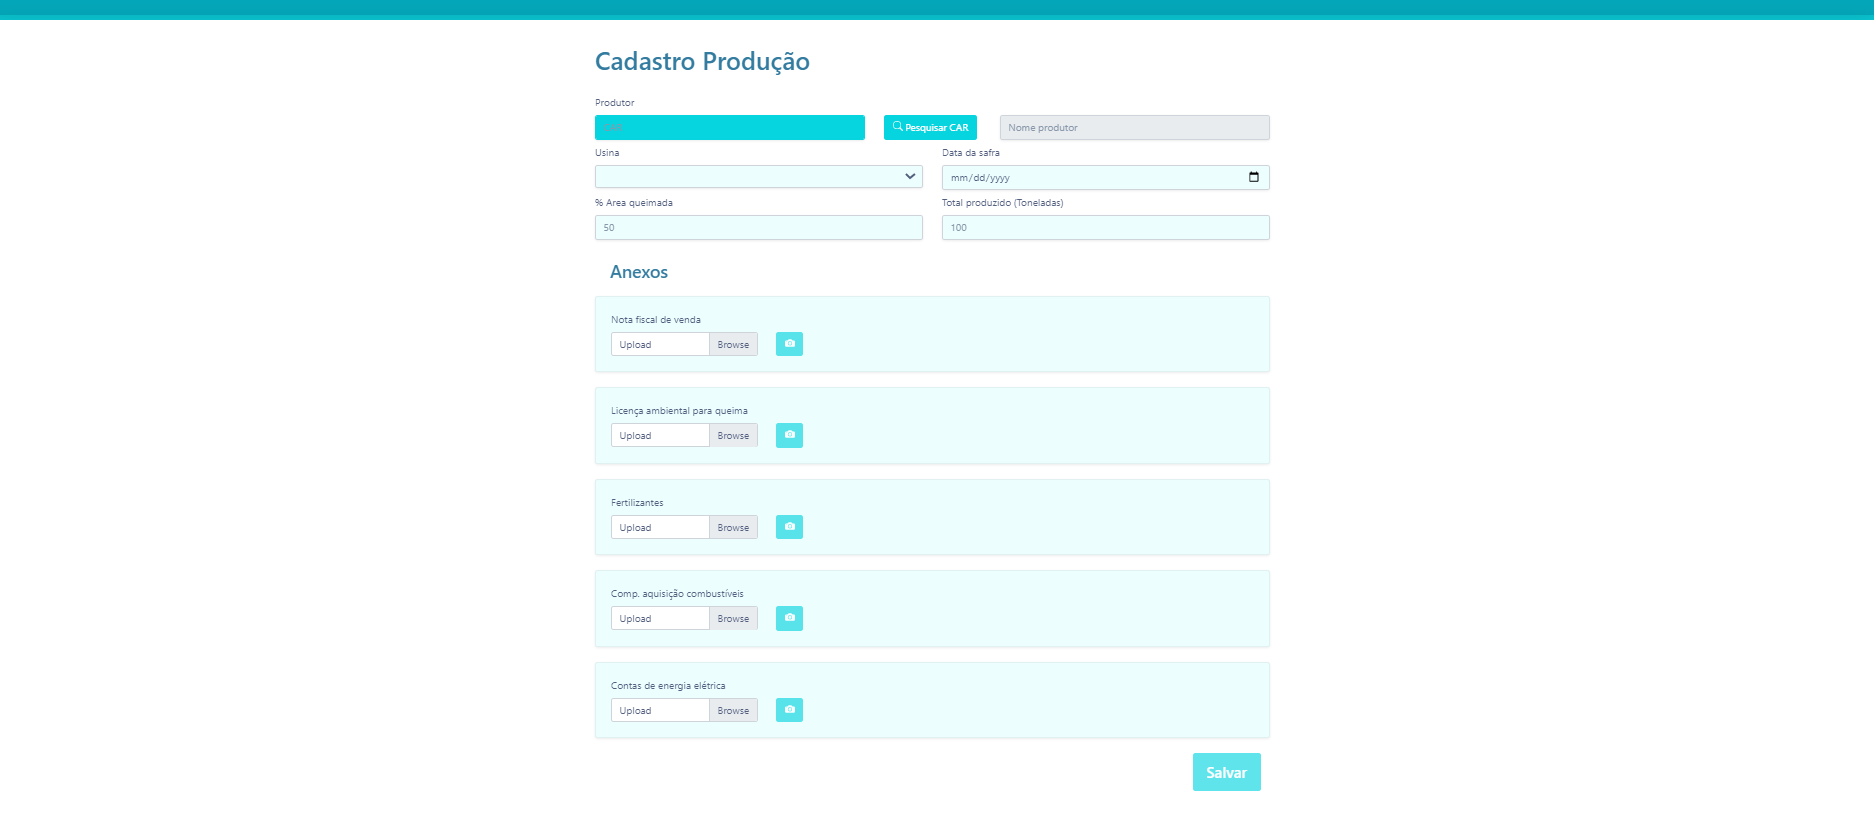 Cadastro Produção
Produtor
CAR
Pesquisar CAR
Nome produtor
Usina
Data da safra
mm/dd/yyyy
% Area queimada
Total produzido (Toneladas)
50
100
Anexos
Nota fiscal de venda
Upload Browse
Licença ambiental para queima
Upload Browse
Fertilizantes
Upload Browse
Comp. aquisição combustíveis
Upload Browse
Contas de energia elétrica
Upload Browse
Salvar